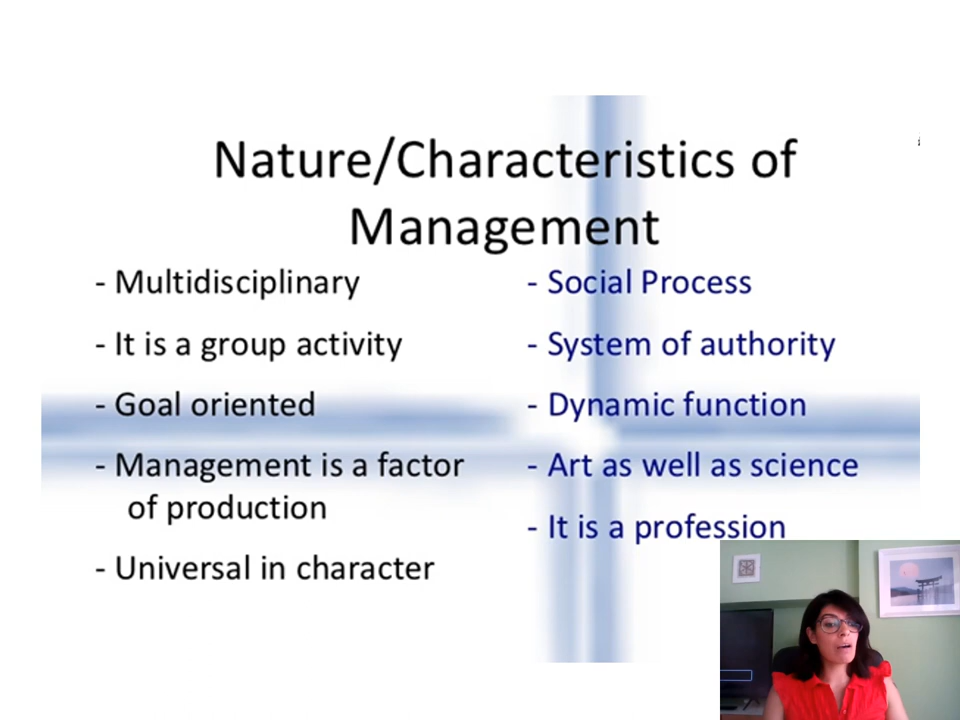 Nature/Characteristics of
Management
- Multidisciplinary
- It is a group activity
- Goal oriented
- Management is a factor
of production
- Universal in character
- Social Process
- System of authority
- Dynamic function
- Art as well as science
- It is a profession